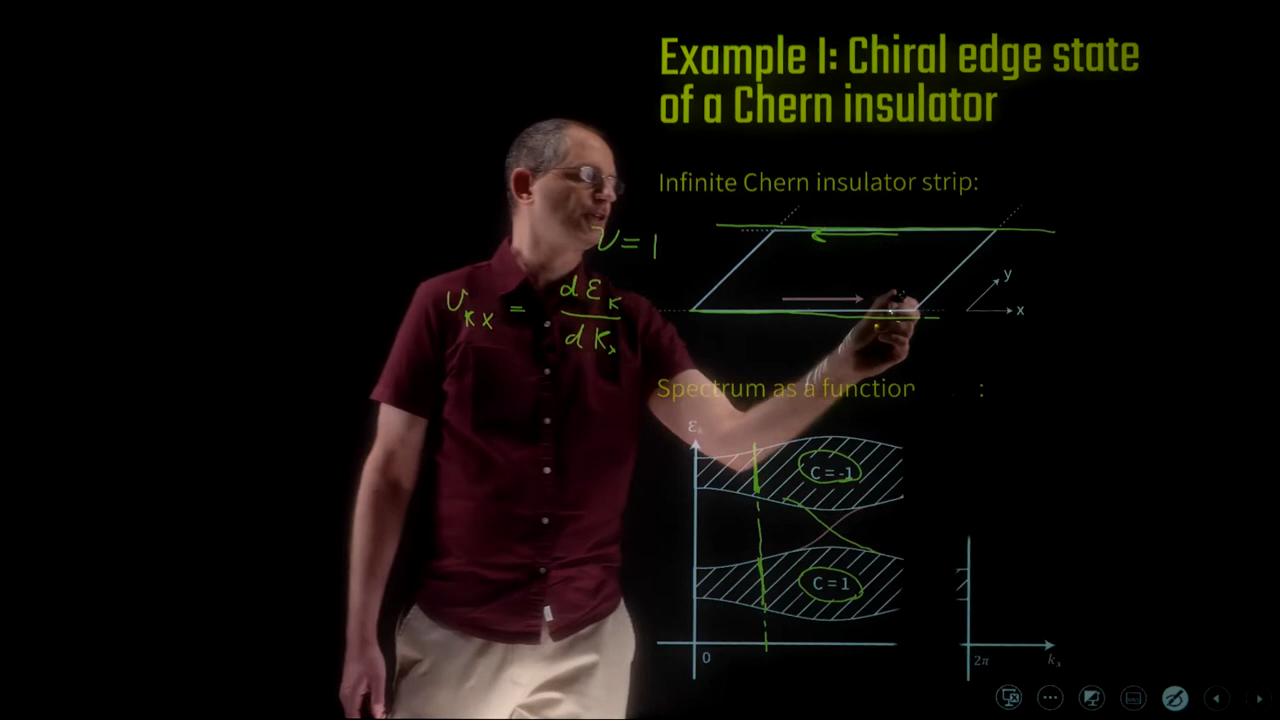 Example 1: Chiral edge state
of a Chern insulator
Infinite Chern insulator strip:
ν = 1
y
x
v_kx = dε_k / dk_x
Spectrum as a function :
ε_k
C = -1
C = 1
0
2π
k_x